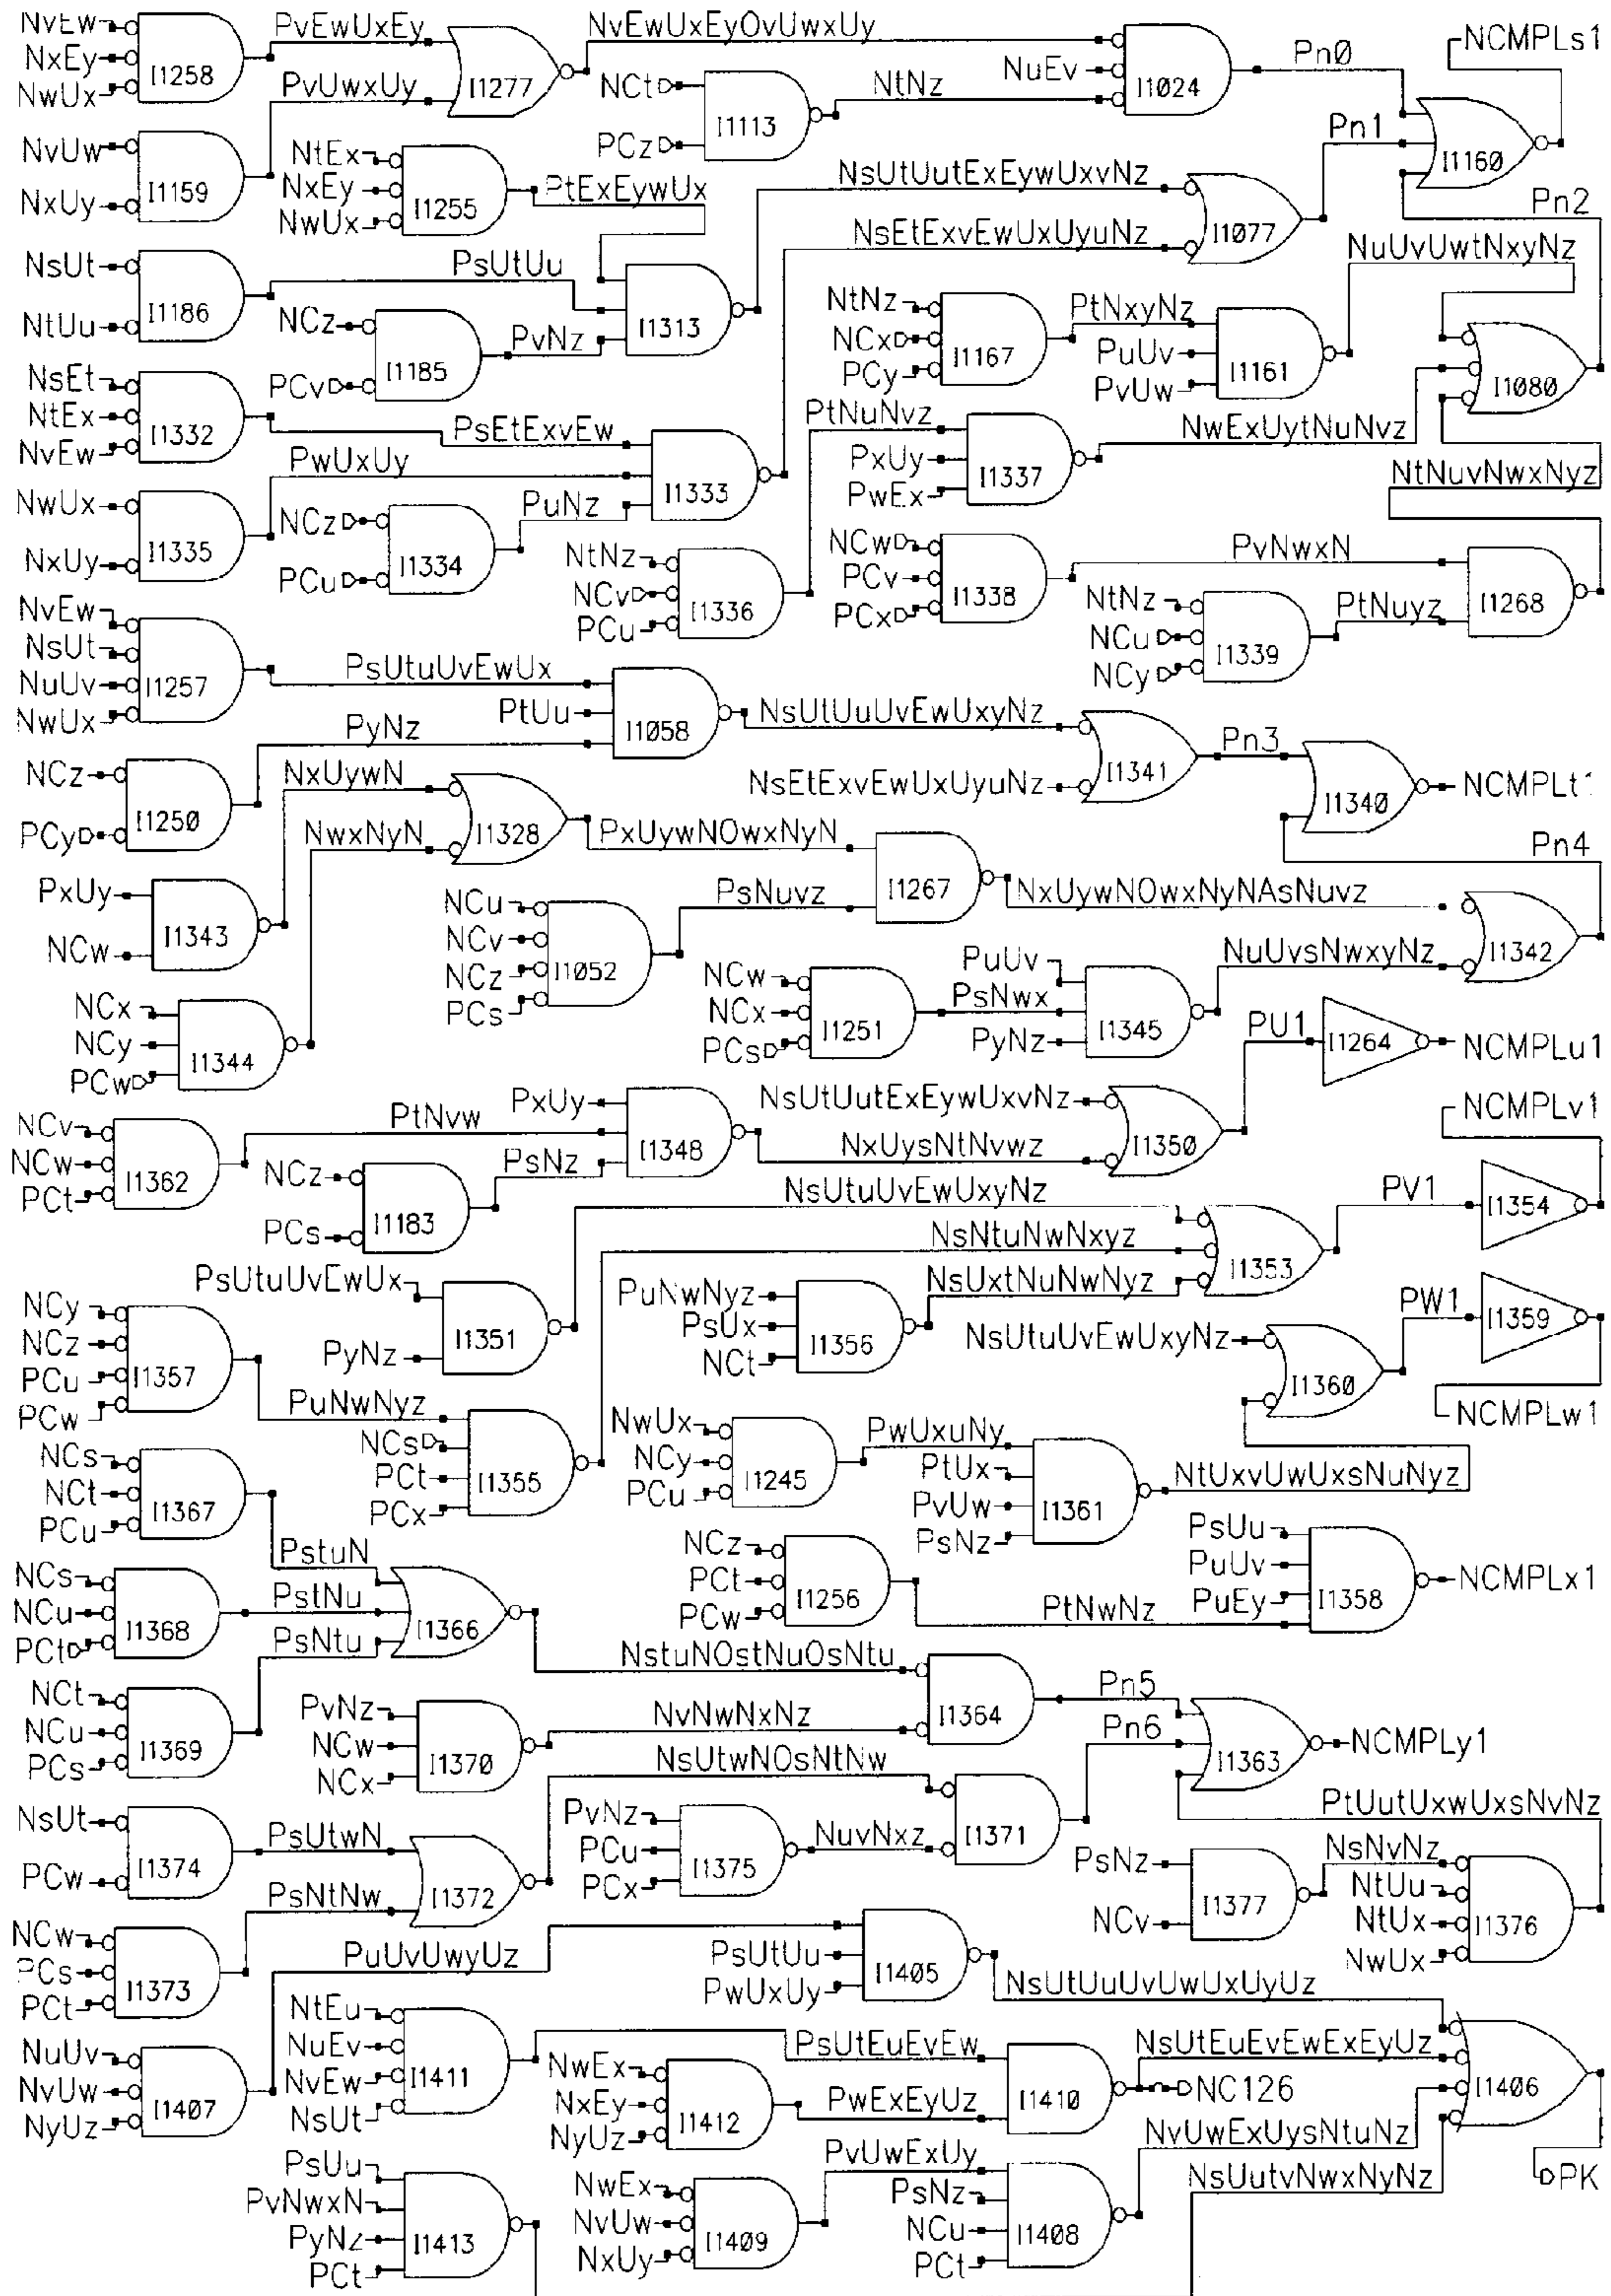 NvEw
NxEy
NwUx
I1258
PvEwUxEy
I1277
NvEwUxEyOvUwxUy
NCt
PCz
I1113
NtNz
NuEv
I1024
Pn0
NCMPLs1
NvUw
NxUy
I1159
PvUwxUy
NtEx
NxEy
NwUx
I1255
PtExEywUx
Pn1
I1160
Pn2
NsUtUutExEywUxvNz
NsEtExvEwUxUyuNz
I1077
NsUt
NtUu
I1186
PsUtUu
NCz
PCv
I1185
PvNz
I1313
NtNz
NCx
PCy
I1167
PtNxyNz
PuUv
PvUw
I1161
NuUvUwtNxyNz
I1080
NsEt
NtEx
NvEw
I1332
PsEtExvEw
PwUxUy
I1333
PtNuNvz
PxUy
PwEx
I1337
NwExUytNuNvz
NtNuvNwxNyz
NwUx
NxUy
I1335
NCz
PCu
I1334
PuNz
NtNz
NCv
PCu
I1336
NCw
PCv
PCx
I1338
PvNwxN
NtNz
NCu
NCy
I1339
PtNuyz
I1268
NvEw
NsUt
NuUv
NwUx
I1257
PsUtuUvEwUx
PtUu
I1058
NsUtUuUvEwUxyNz
NsEtExvEwUxUyuNz
I1341
Pn3
I1340
Pn4
NCz
PCy
I1250
PyNz
NxUywN
NwxNyN
I1328
PxUywNOwxNyN
I1267
NxUywNOwxNyNAsNuvz
PxUy
NCw
I1343
NCu
NCv
NCz
PCs
I1052
PsNuvz
I1342
NCx
NCy
PCw
I1344
NCw
NCx
PCs
I1251
PsNwx
PuUv
PyNz
I1345
NuUvsNwxyNz
PU1
I1264
NCMPLu1
NCv
NCw
PCt
I1362
PtNvw
NCz
PCs
I1183
PsNz
PxUy
I1348
NsUtUutExEywUxvNz
NxUysNtNvwz
I1350
NCMPLv1
NsUtuUvEwUxyNz
NsNtuNwNxyz
NsUxtNuNwNyz
I1353
PV1
I1354
PsUtuUvEwUx
PyNz
I1351
PuNwNyz
PsUx
NCt
I1356
NCy
NCz
PCu
PCw
I1357
PuNwNyz
NCs
PCt
PCx
I1355
NsUtuUvEwUxyNz
I1360
PW1
I1359
NCMPLw1
NCs
NCt
PCu
I1367
PstuN
NwUx
NCy
PCu
I1245
PwUxuNy
PtUx
PvUw
PsNz
I1361
NtUxvUwUxsNuNyz
NCs
NCu
PCt
I1368
PstNu
PsNtu
I1366
NCz
PCt
PCw
I1256
PtNwNz
PsUu
PuUv
PuEy
I1358
NCMPLx1
NCt
NCu
PCs
I1369
NstuNOstNuOsNtu
PvNz
NCw
NCx
I1370
NvNwNxNz
I1364
Pn5
Pn6
I1363
NCMPLy1
NsUt
PCw
I1374
PsUtwN
PsNtNw
I1372
NsUtwNOsNtNw
PvNz
PCu
PCx
I1375
NuvNxz
I1371
PtUutUxwUxsNvNz
PsNz
NCv
I1377
NsNvNz
NtUu
NtUx
NwUx
I1376
NCw
PCs
PCt
I1373
PuUvUwyUz
PsUtUu
PwUxUy
I1405
NsUtUuUvUwUxUyUz
NuUv
NvUw
NyUz
I1407
NtEu
NuEv
NvEw
NsUt
I1411
PsUtEuEvEw
NwEx
NxEy
NyUz
I1412
PwExEyUz
I1410
NsUtEuEvEwExEyUz
NC126
I1406
PsUu
PvNwxN
PyNz
PCt
I1413
NwEx
NvUw
NxUy
I1409
PvUwExUy
PsNz
NCu
PCt
I1408
NvUwExUysNtuNz
NsUutvNwxNyNz
PK